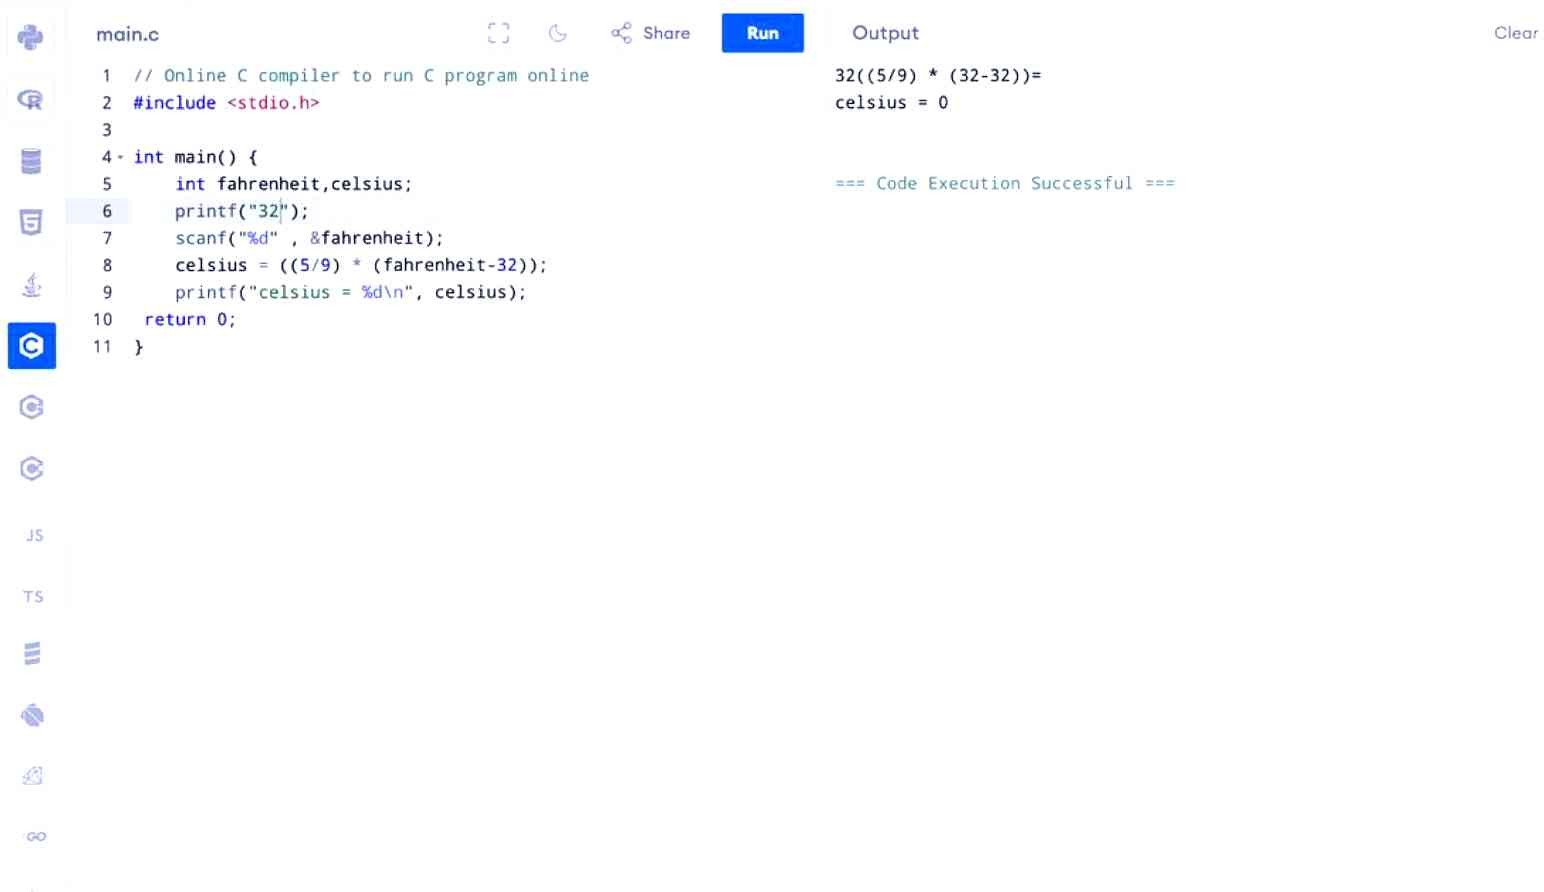 main.c
Share
Run
Output
Clear
1 // Online C compiler to run C program online
2 #include <stdio.h>
3
4 int main() {
5     int fahrenheit,celsius;
6     printf("32");
7     scanf("%d" , &fahrenheit);
8     celsius = ((5/9) * (fahrenheit-32));
9     printf("celsius = %d\n", celsius);
10  return 0;
11 }
32((5/9) * (32-32))=
celsius = 0
=== Code Execution Successful ===
R
5
C
C
C
JS
TS
GO